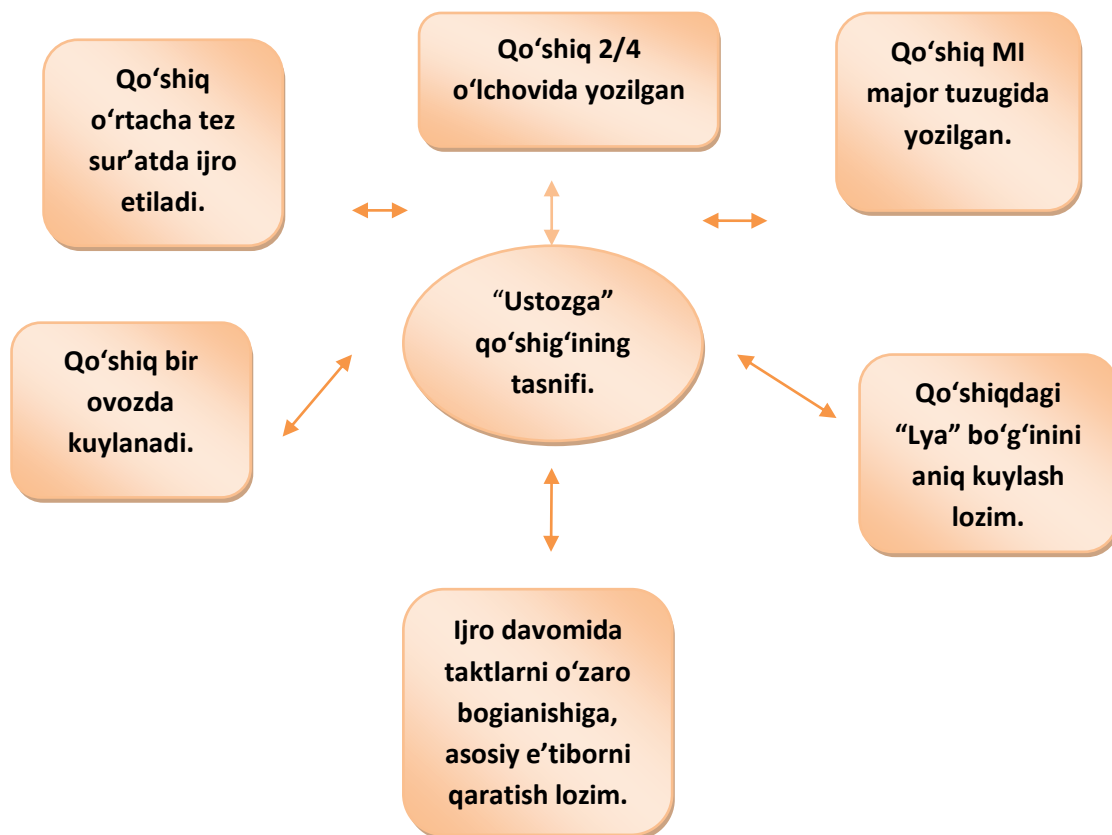 Qo‘shiq
o‘rtacha tez
sur’atda ijro
etiladi.
Qo‘shiq 2/4
o‘lchovida yozilgan
Qo‘shiq MI
major tuzugida
yozilgan.
“Ustozga”
qo‘shig‘ining
tasnifi.
Qo‘shiq bir
ovozda
kuylanadi.
Qo‘shiqdagi
“Lya” bo‘g‘inini
aniq kuylash
lozim.
Ijro davomida
taktlarni o‘zaro
bogianishiga,
asosiy e’tiborni
qaratish lozim.